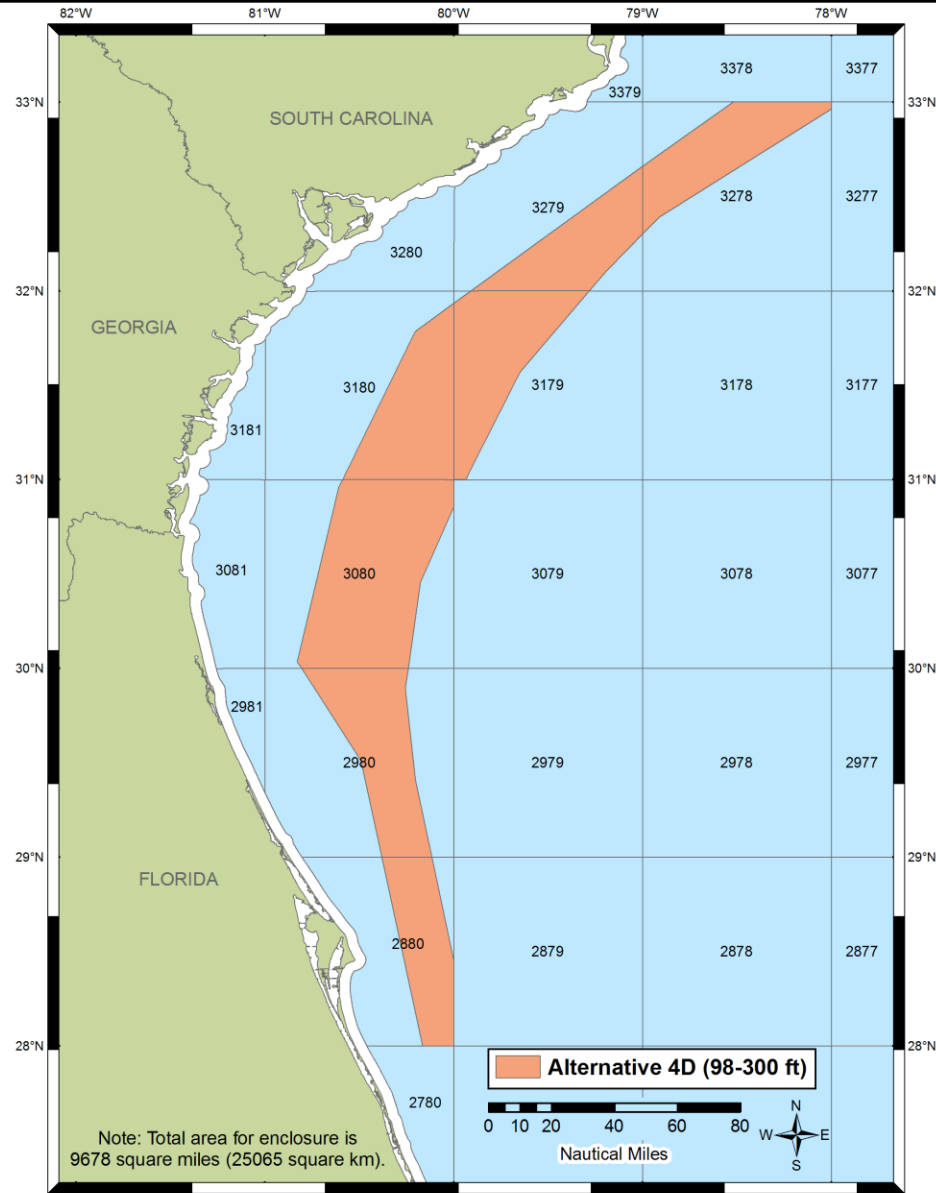 82°W 81°W 80°W 79°W 78°W
3378 3377
3379
33°N 33°N
SOUTH CAROLINA
3279 3278 3277
3280
32°N 32°N
GEORGIA
3180 3179 3178 3177
3181
31°N 31°N
3081 3080 3079 3078 3077
30°N 30°N
2981
2980 2979 2978 2977
29°N 29°N
FLORIDA
2880 2879 2878 2877
28°N 28°N
Alternative 4D (98-300 ft)
2780
0 10 20 40 60 80
Nautical Miles
N
W E
S
Note: Total area for enclosure is
9678 square miles (25065 square km).